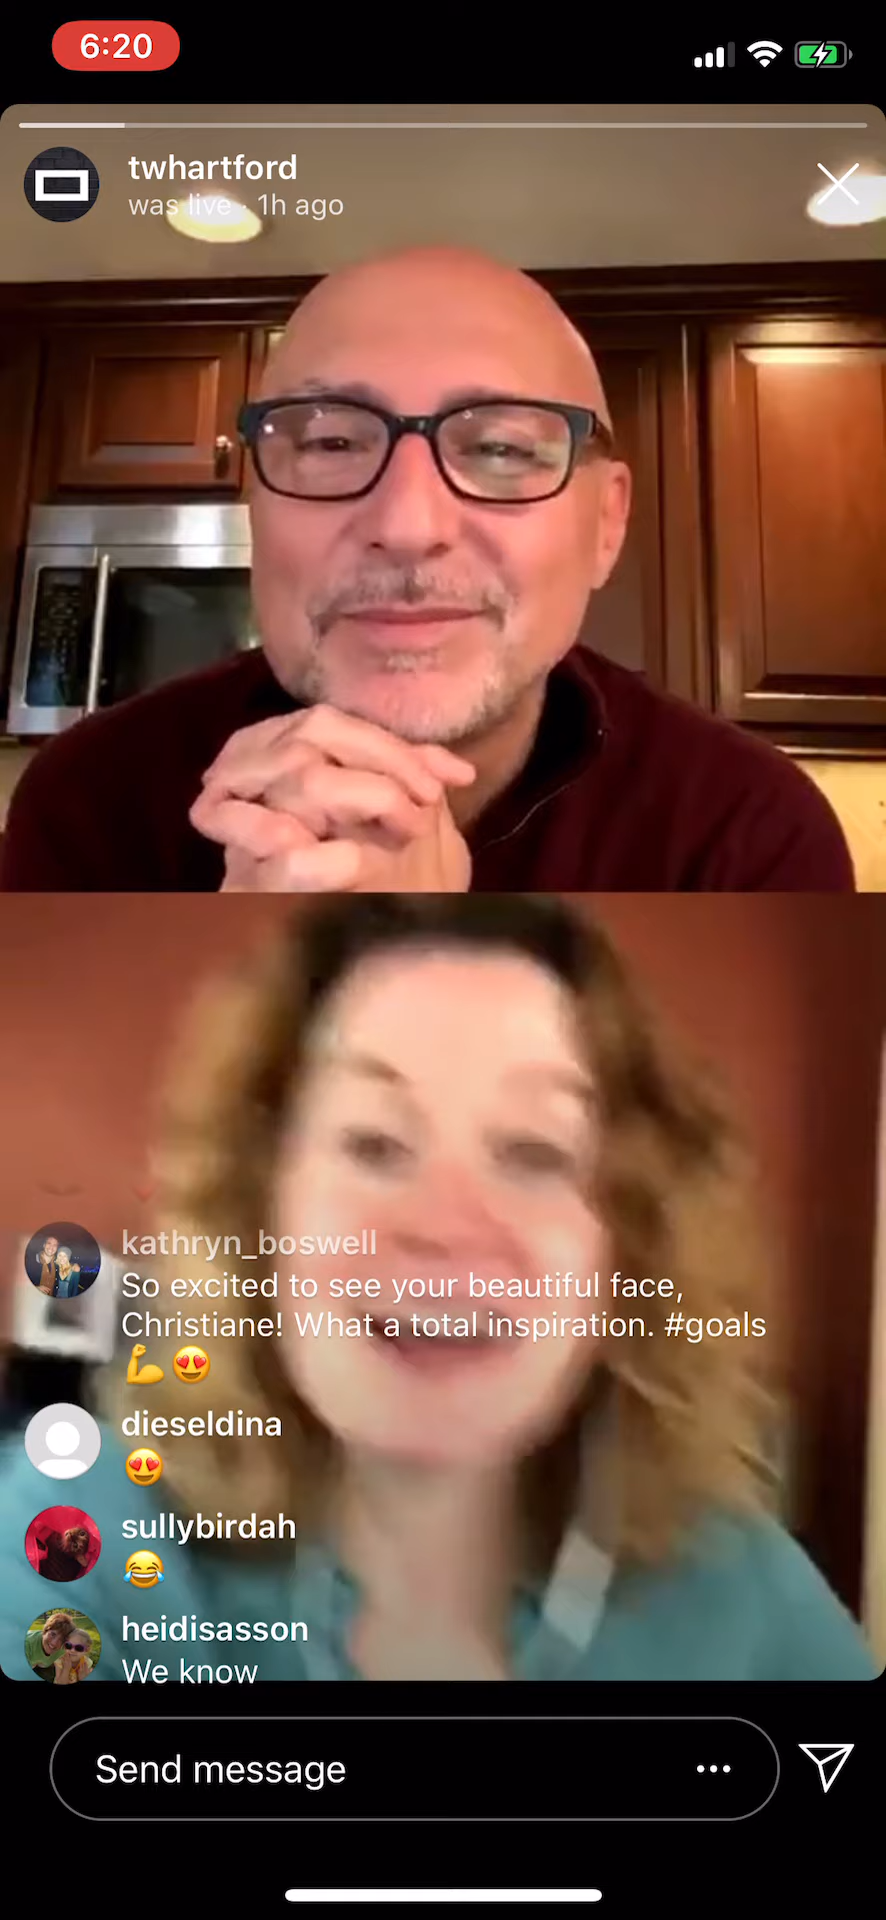 6:20
twhartford
was live · 1h ago
kathryn_boswell
So excited to see your beautiful face,
Christiane! What a total inspiration. #goals
💪😍
dieseldina
😍
sullybirdah
😂
heidisasson
We know
Send message